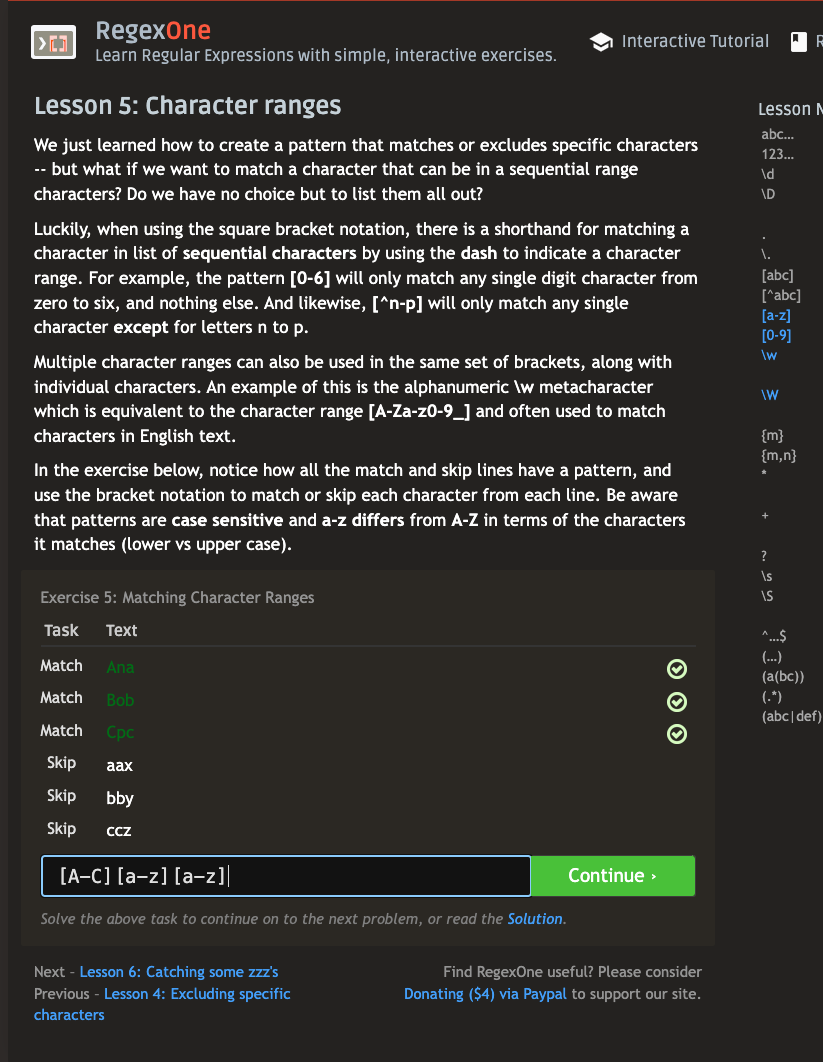 RegexOne
Learn Regular Expressions with simple, interactive exercises.
Interactive Tutorial
Lesson 5: Character ranges
We just learned how to create a pattern that matches or excludes specific characters
-- but what if we want to match a character that can be in a sequential range
characters? Do we have no choice but to list them all out?
Luckily, when using the square bracket notation, there is a shorthand for matching a
character in list of sequential characters by using the dash to indicate a character
range. For example, the pattern [0-6] will only match any single digit character from
zero to six, and nothing else. And likewise, [^n-p] will only match any single
character except for letters n to p.
Multiple character ranges can also be used in the same set of brackets, along with
individual characters. An example of this is the alphanumeric \w metacharacter
which is equivalent to the character range [A-Za-z0-9_] and often used to match
characters in English text.
In the exercise below, notice how all the match and skip lines have a pattern, and
use the bracket notation to match or skip each character from each line. Be aware
that patterns are case sensitive and a-z differs from A-Z in terms of the characters
it matches (lower vs upper case).
Exercise 5: Matching Character Ranges
Task Text
Match Ana
Match Bob
Match Cpc
Skip aax
Skip bby
Skip ccz
[A-C][a-z][a-z]
Continue ›
Solve the above task to continue on to the next problem, or read the Solution.
Next – Lesson 6: Catching some zzz's
Previous – Lesson 4: Excluding specific
characters
Find RegexOne useful? Please consider
Donating ($4) via Paypal to support our site.
Lesson N
abc…
123…
\d
\D
.
\.
[abc]
[^abc]
[a-z]
[0-9]
\w
\W
{m}
{m,n}
*
+
?
\s
\S
^…$
(…)
(a(bc))
(.*)
(abc|def)